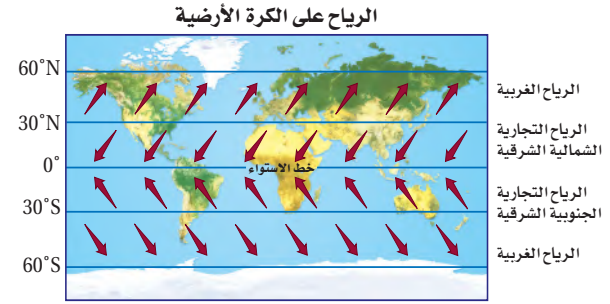 الرياح على الكرة الأرضية
60°N
30°N
0°
30°S
60°S
خط الاستواء
الرياح الغربية
الرياح التجارية
الشمالية الشرقية
الرياح التجارية
الجنوبية الشرقية
الرياح الغربية